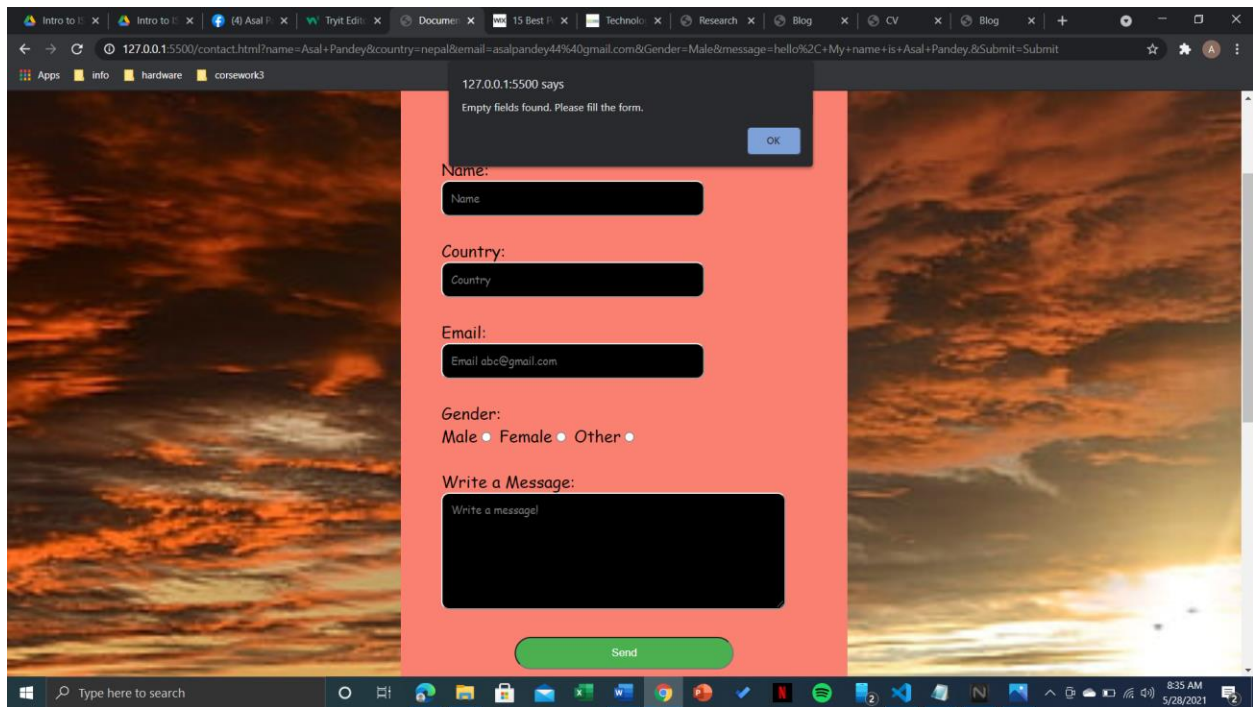 Intro to
Intro to
(4) Asal P
Tryit Edit
Documen
WIX 15 Best P
Technolo
Research
Blog
CV
Blog
127.0.0.1:5500/contact.html?name=Asal+Pandey&country=nepal&email=asalpandey44%40gmail.com&Gender=Male&message=hello%2C+My+name+is+Asal+Pandey.&Submit=Submit
A
Apps info hardware corsework3
127.0.0.1:5500 says
Empty fields found. Please fill the form.
OK
Name:
Name
Country:
Country
Email:
Email abc@gmail.com
Gender:
Male Female Other
Write a Message:
Write a message!
Send
Type here to search
8:35 AM
5/28/2021
2
2